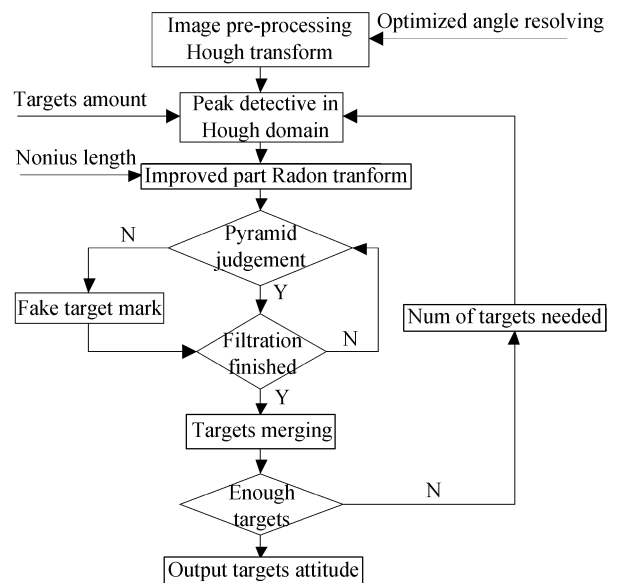 Image pre-processing
Hough transform
Optimized angle resolving
Targets amount
Peak detective in
Hough domain
Nonius length
Improved part Radon tranform
N
Pyramid
judgement
Y
Fake target mark
Num of targets needed
Filtration
finished
N
Y
Targets merging
Enough
targets
N
Output targets attitude